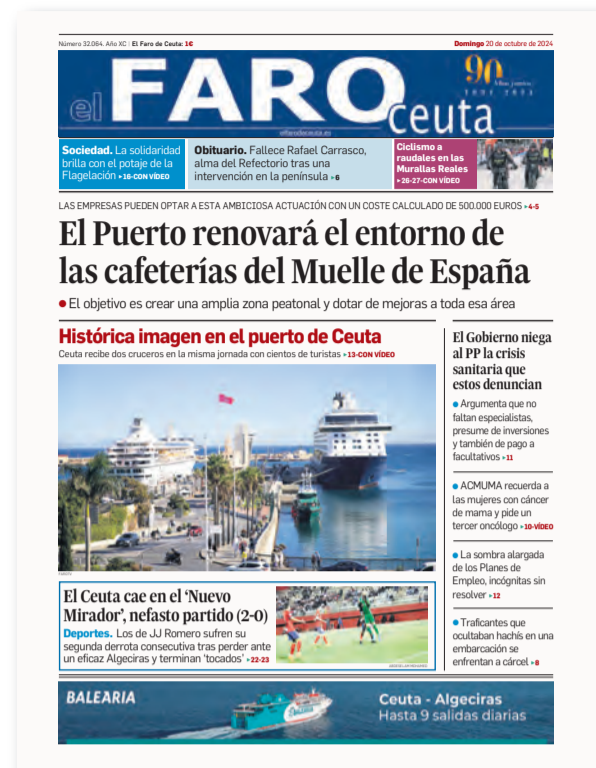 Número 32.064. Año XC | El Faro de Ceuta: 1€
Domingo 20 de octubre de 2024
el FARO
ceuta
90
elfarodeceuta.es
Sociedad. La solidaridad
brilla con el potaje de la
Flagelación ▸16-CON VÍDEO
Obituario. Fallece Rafael Carrasco,
alma del Refectorio tras una
intervención en la península ▸6
Ciclismo a
raudales en las
Murallas Reales
▸26-27-CON VÍDEO
LAS EMPRESAS PUEDEN OPTAR A ESTA AMBICIOSA ACTUACIÓN CON UN COSTE CALCULADO DE 500.000 EUROS ▸4-5
El Puerto renovará el entorno de
las cafeterías del Muelle de España
● El objetivo es crear una amplia zona peatonal y dotar de mejoras a toda esa área
Histórica imagen en el puerto de Ceuta
Ceuta recibe dos cruceros en la misma jornada con cientos de turistas ▸13-CON VÍDEO
El Ceuta cae en el ‘Nuevo
Mirador’, nefasto partido (2-0)
Deportes. Los de JJ Romero sufren su
segunda derrota consecutiva tras perder ante
un eficaz Algeciras y terminan ‘tocados’ ▸22-23
El Gobierno niega
al PP la crisis
sanitaria que
estos denuncian
● Argumenta que no
faltan especialistas,
presume de inversiones
y también de pago a
facultativos ▸11
● ACMUMA recuerda a
las mujeres con cáncer
de mama y pide un
tercer oncólogo ▸10-VÍDEO
● La sombra alargada
de los Planes de
Empleo, incógnitas sin
resolver ▸12
● Traficantes que
ocultaban hachís en una
embarcación se
enfrentan a cárcel ▸8
BALEARIA
Ceuta - Algeciras
Hasta 9 salidas diarias